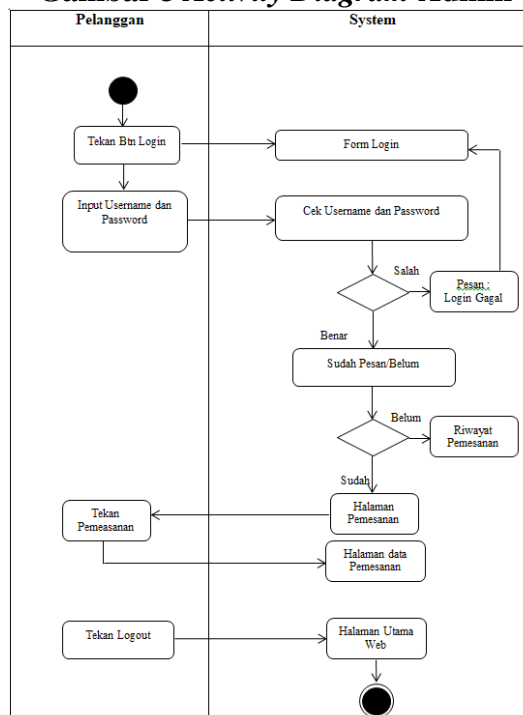 Pelanggan
System
Tekan Btn Login
Form Login
Input Username dan
Password
Cek Username dan Password
Salah
Pesan :
Login Gagal
Benar
Sudah Pesan/Belum
Belum
Riwayat
Pemesanan
Sudah
Halaman
Pemesanan
Tekan
Pemeasanan
Halaman data
Pemesanan
Tekan Logout
Halaman Utama
Web